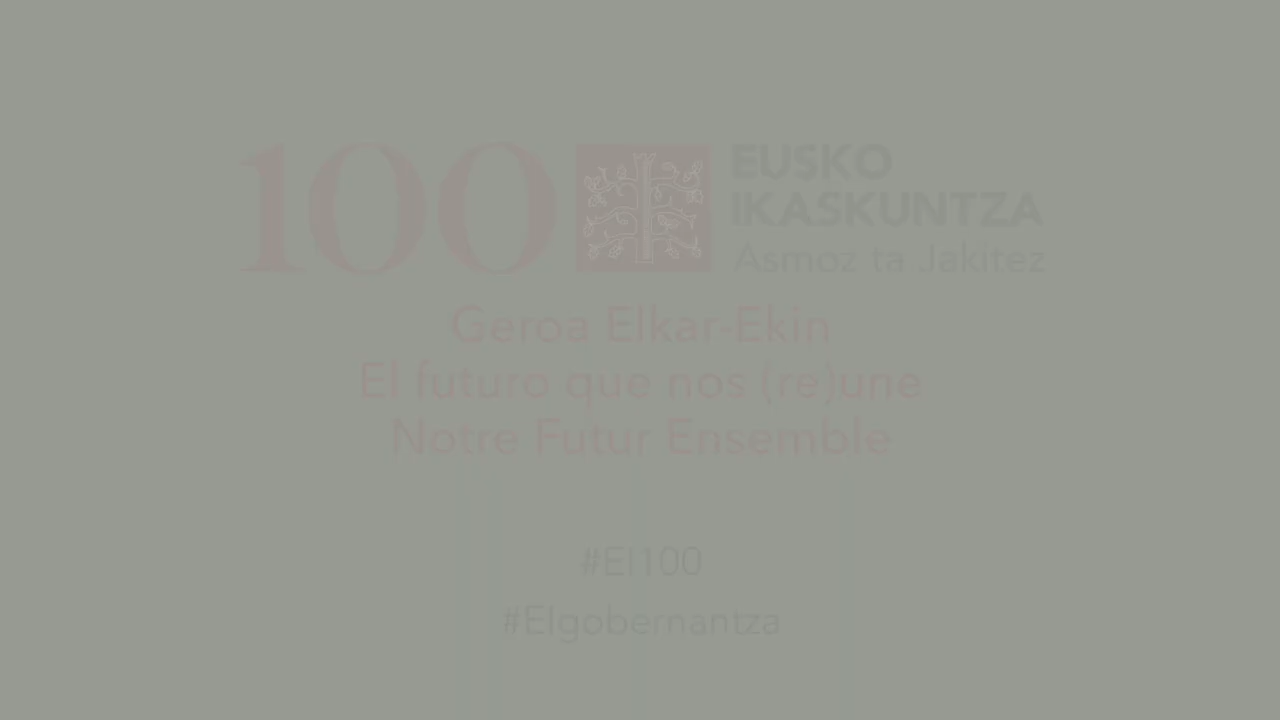 100 EUSKO
IKASKUNTZA
Asmoz ta Jakitez
Geroa Elkar-Ekin
El futuro que nos (re)une
Notre Futur Ensemble
#EI100
#EIgobernantza